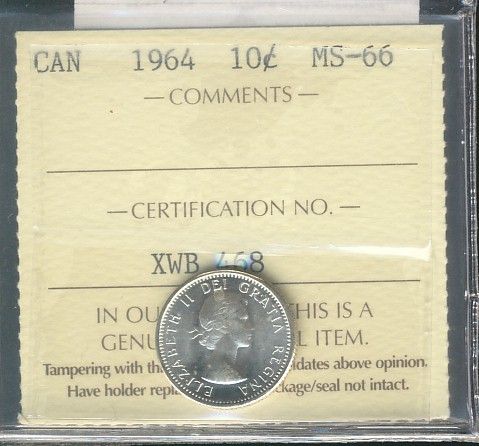 CAN 1964 10¢ MS-66
— COMMENTS —
— CERTIFICATION NO. —
XWB 468
IN OU HIS IS A
GENU L ITEM.
Tampering with th idates above opinion.
Have holder repl ckage/seal not intact.
ELIZABETH II DEI GRATIA REGINA